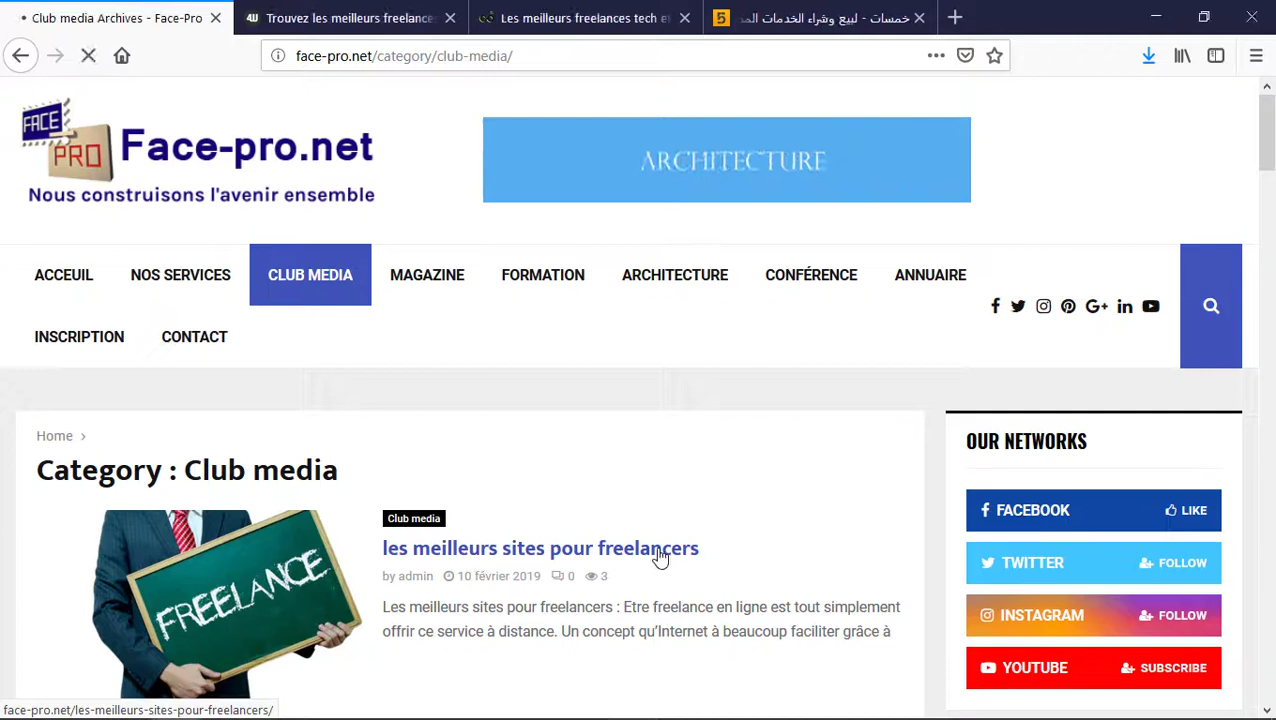 Club media Archives - Face-Pro
Trouvez les meilleurs freelance
Les meilleurs freelances tech e
5 خمسات - لبيع وشراء الخدمات الم
face-pro.net/category/club-media/
FACE
PRO
Face-pro.net
Nous construisons l'avenir ensemble
ARCHITECTURE
ACCEUIL NOS SERVICES CLUB MEDIA MAGAZINE FORMATION ARCHITECTURE CONFÉRENCE ANNUAIRE
INSCRIPTION CONTACT
Home >
Category : Club media
FREELANCE
Club media
les meilleurs sites pour freelancers
by admin 10 février 2019 0 3
Les meilleurs sites pour freelancers : Etre freelance en ligne est tout simplement
offrir ce service à distance. Un concept qu'Internet à beaucoup faciliter grâce à
OUR NETWORKS
FACEBOOK LIKE
TWITTER FOLLOW
INSTAGRAM FOLLOW
YOUTUBE SUBSCRIBE
face-pro.net/les-meilleurs-sites-pour-freelancers/